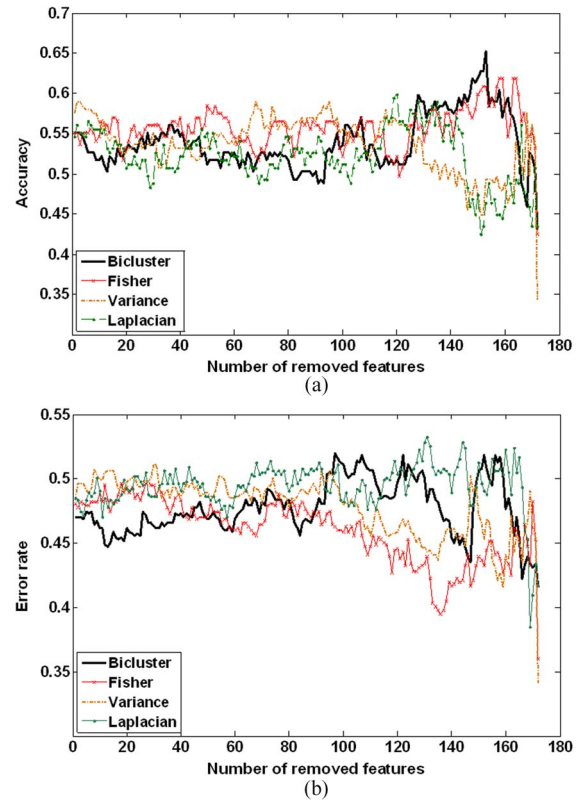 0.7
0.65
0.6
0.55
0.5
0.45
0.4
0.35
Accuracy
Bicluster
Fisher
Variance
Laplacian
0 20 40 60 80 100 120 140 160 180
Number of removed features
(a)
0.55
0.5
0.45
0.4
0.35
Error rate
Bicluster
Fisher
Variance
Laplacian
0 20 40 60 80 100 120 140 160 180
Number of removed features
(b)